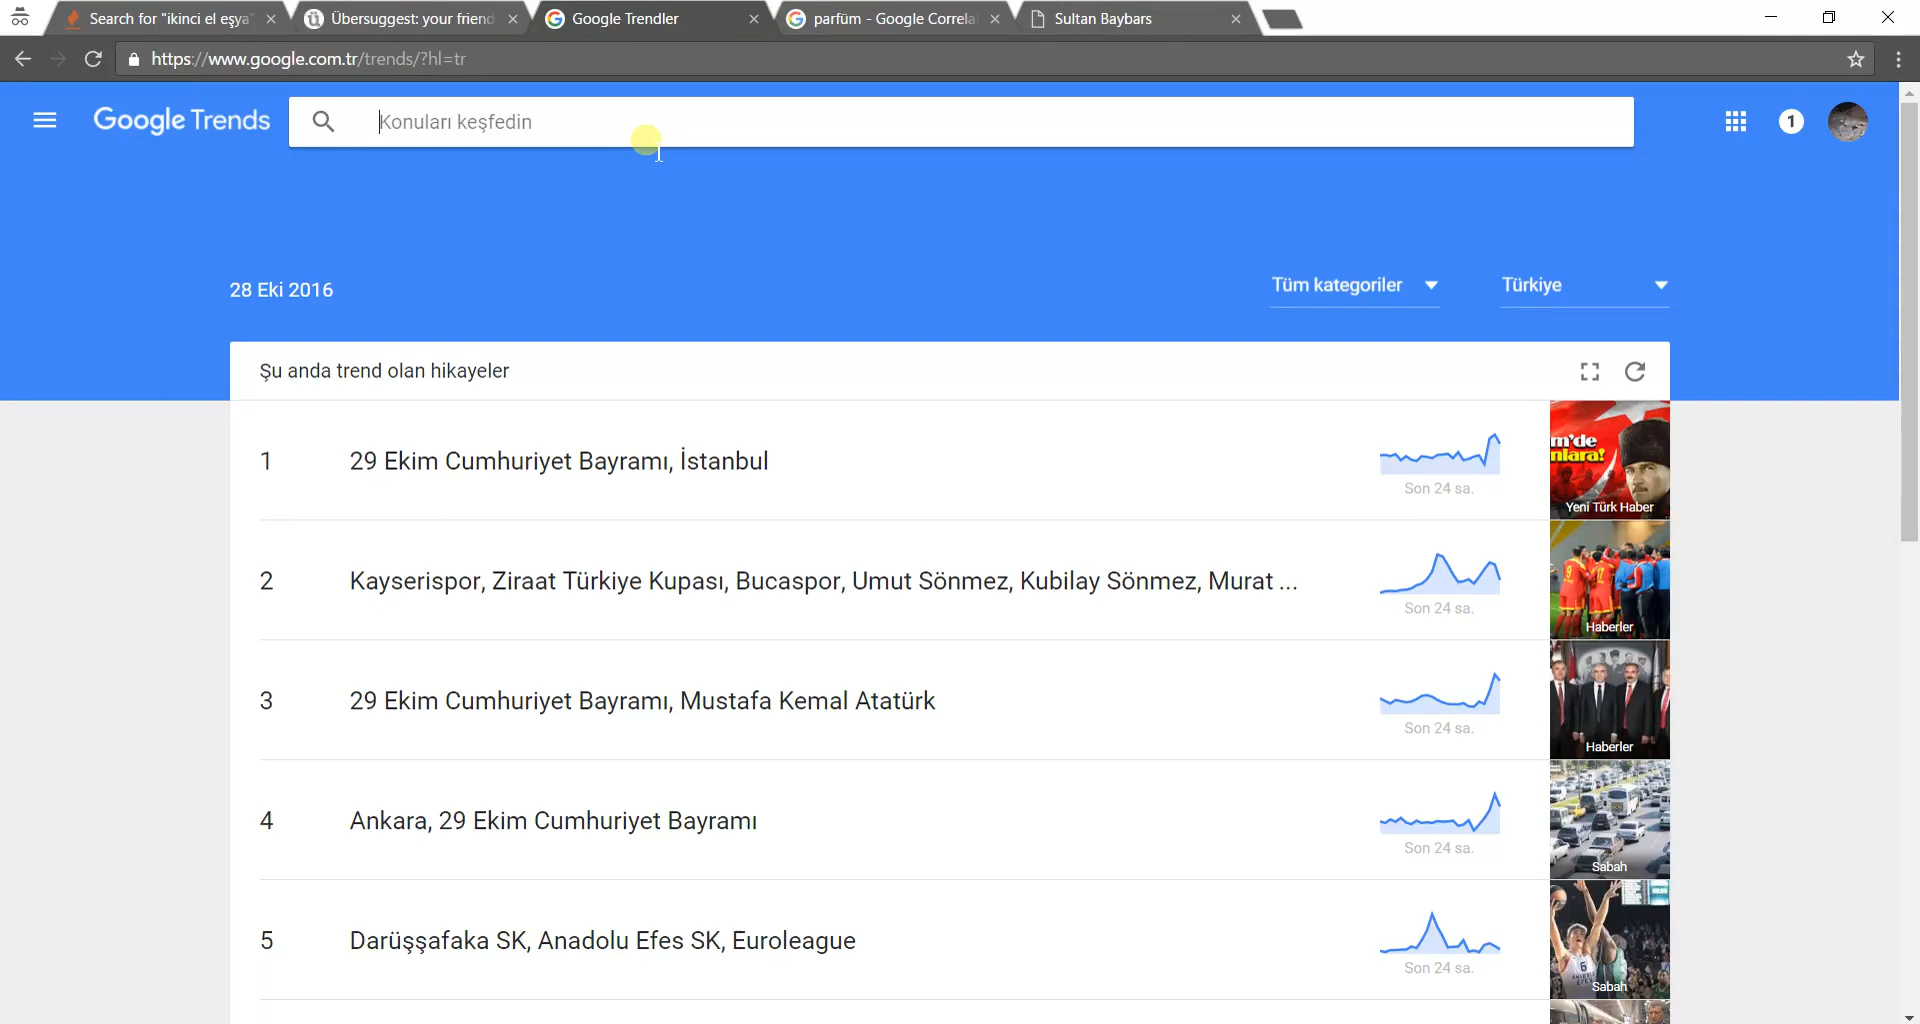 Search for "ikinci el eşya"
Übersuggest: your friend
Google Trendler
parfüm - Google Correla
Sultan Baybars
https://www.google.com.tr/trends/?hl=tr
Google Trends
Konuları keşfedin
1
28 Eki 2016
Tüm kategoriler
Türkiye
Şu anda trend olan hikayeler
1
29 Ekim Cumhuriyet Bayramı, İstanbul
Son 24 sa.
m'de
nlara!
Yeni Türk Haber
2
Kayserispor, Ziraat Türkiye Kupası, Bucaspor, Umut Sönmez, Kubilay Sönmez, Murat ...
Son 24 sa.
Haberler
3
29 Ekim Cumhuriyet Bayramı, Mustafa Kemal Atatürk
Son 24 sa.
Haberler
4
Ankara, 29 Ekim Cumhuriyet Bayramı
Son 24 sa.
Sabah
5
Darüşşafaka SK, Anadolu Efes SK, Euroleague
Son 24 sa.
Sabah